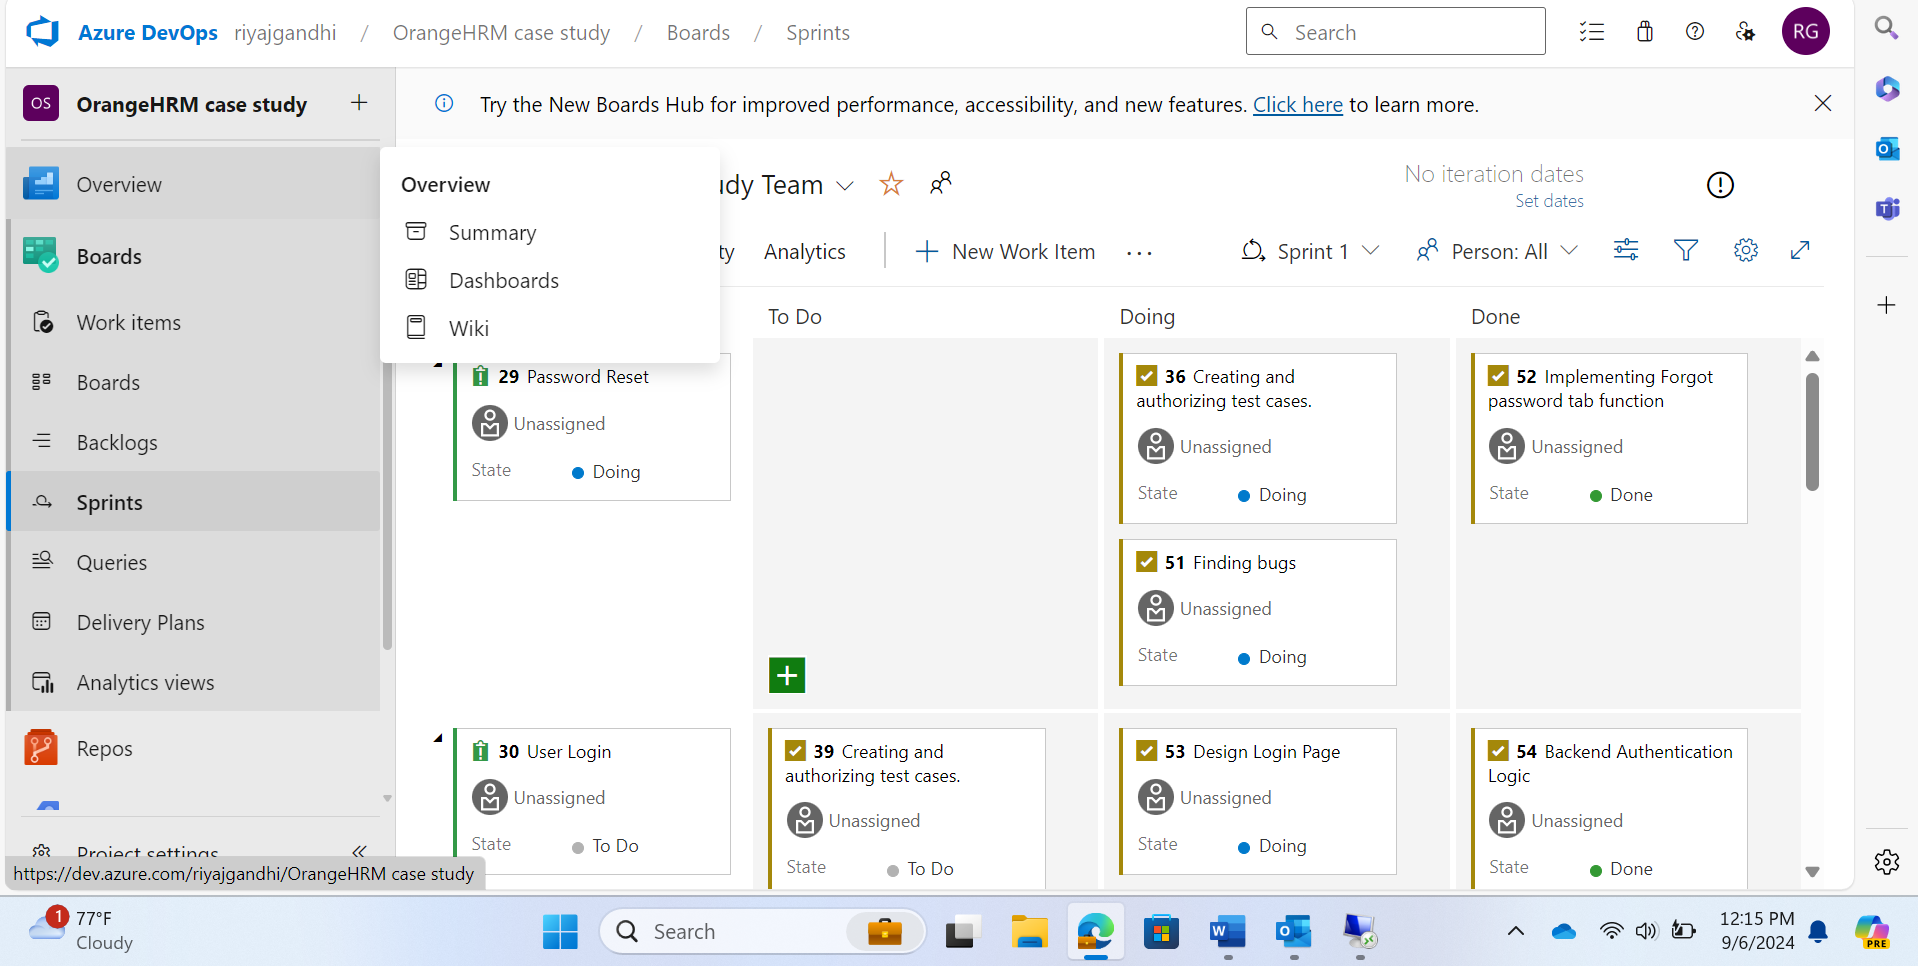 Azure DevOps riyajgandhi / OrangeHRM case study / Boards / Sprints
Search
RG
OS OrangeHRM case study
Try the New Boards Hub for improved performance, accessibility, and new features. Click here to learn more.
Overview
Boards
Work items
Boards
Backlogs
Sprints
Queries
Delivery Plans
Analytics views
Repos
Project settings
https://dev.azure.com/riyajgandhi/OrangeHRM case study
Overview
Summary
Dashboards
Wiki
udy Team
No iteration dates
Set dates
ty Analytics
New Work Item
Sprint 1
Person: All
To Do
Doing
Done
29 Password Reset
Unassigned
State Doing
36 Creating and
authorizing test cases.
Unassigned
State Doing
51 Finding bugs
Unassigned
State Doing
52 Implementing Forgot
password tab function
Unassigned
State Done
30 User Login
Unassigned
State To Do
39 Creating and
authorizing test cases.
Unassigned
State To Do
53 Design Login Page
Unassigned
State Doing
54 Backend Authentication
Logic
Unassigned
State Done
1
77°F
Cloudy
Search
12:15 PM
9/6/2024
PRE